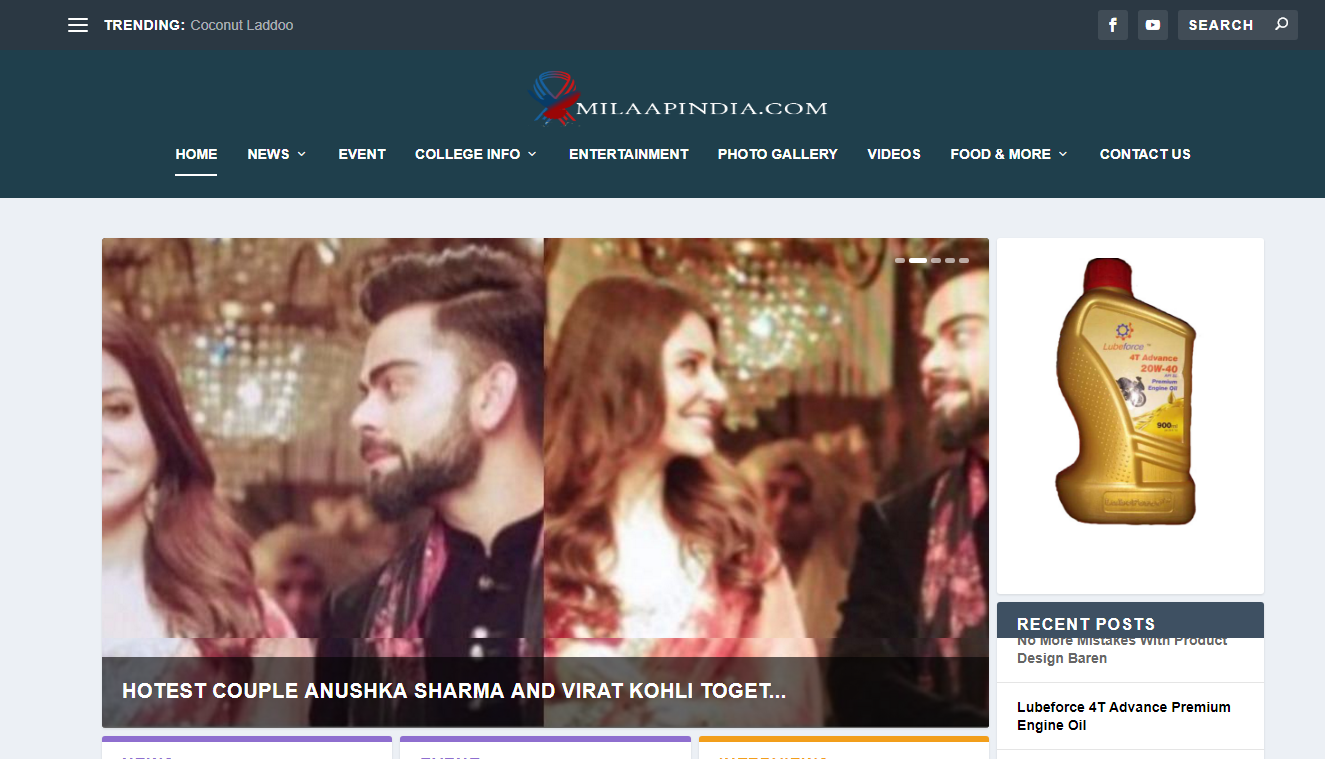 TRENDING: Coconut Laddoo
SEARCH
MILAAPINDIA.COM
HOME NEWS EVENT COLLEGE INFO ENTERTAINMENT PHOTO GALLERY VIDEOS FOOD & MORE CONTACT US
Lubeforce ™
4T Advance
20W-40
Premium
Engine Oil
900ml
HOTEST COUPLE ANUSHKA SHARMA AND VIRAT KOHLI TOGET...
RECENT POSTS
No More Mistakes With Product
Design Baren
Lubeforce 4T Advance Premium
Engine Oil